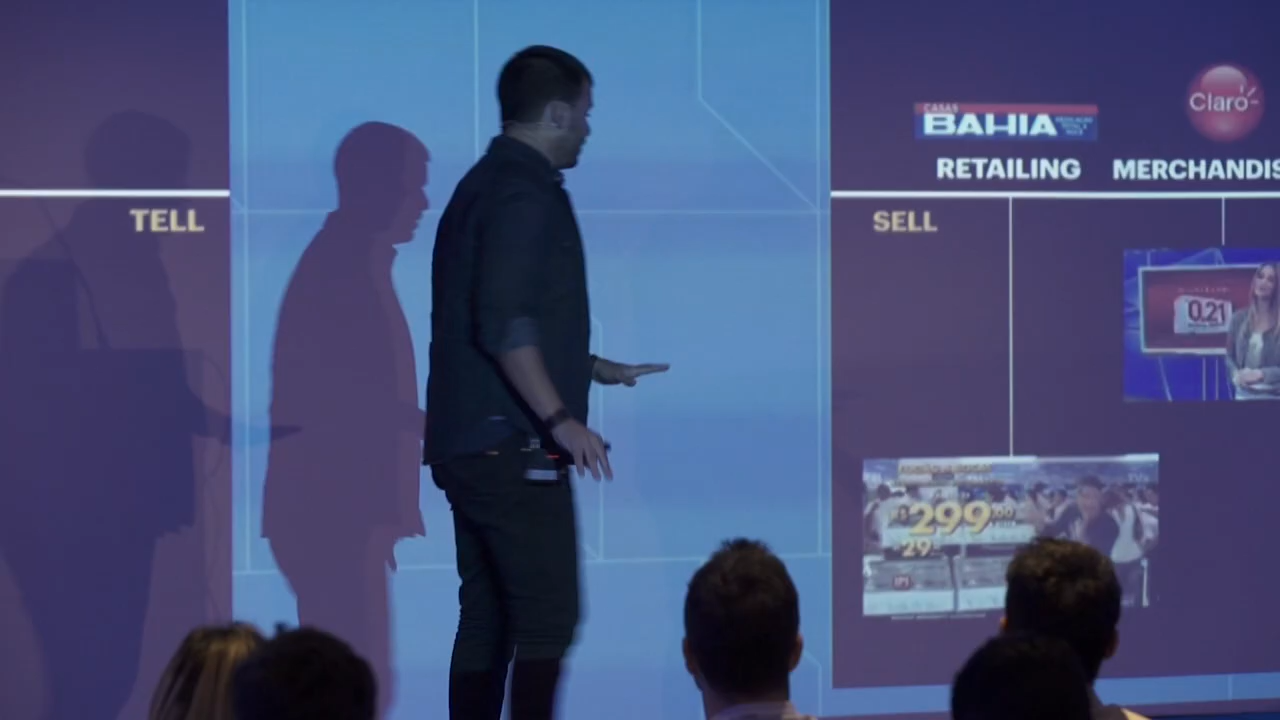 CASAS
BAHIA
Claro
RETAILING
MERCHANDIS
TELL
SELL
0.21
299
29